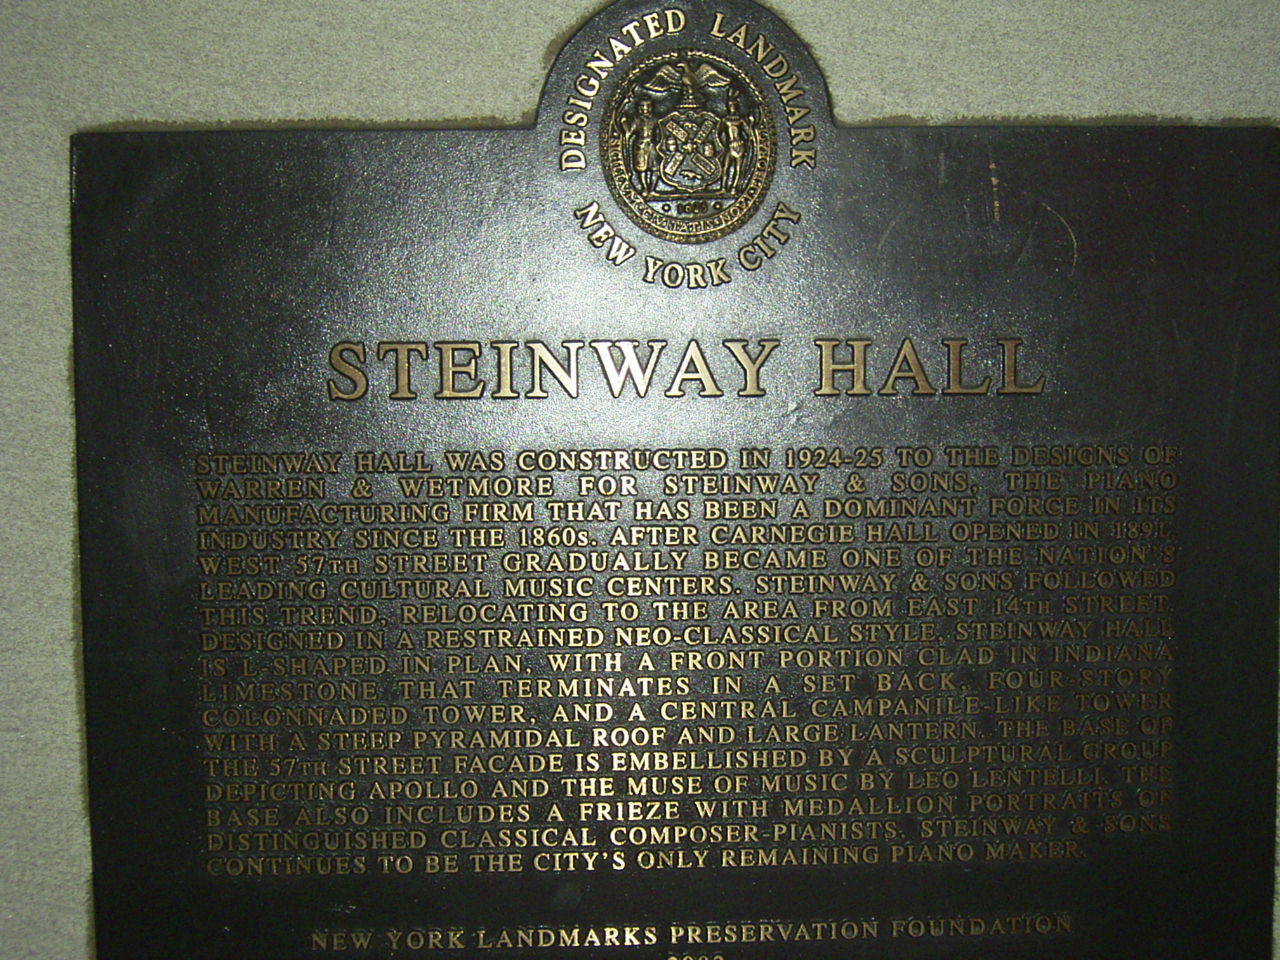 DESIGNATED LANDMARK
NEW YORK CITY
STEINWAY HALL
STEINWAY HALL WAS CONSTRUCTED IN 1924-25 TO THE DESIGNS OF
WARREN & WETMORE FOR STEINWAY & SONS, THE PIANO
MANUFACTURING FIRM THAT HAS BEEN A DOMINANT FORCE IN ITS
INDUSTRY SINCE THE 1860s. AFTER CARNEGIE HALL OPENED IN 1891,
WEST 57TH STREET GRADUALLY BECAME ONE OF THE NATION'S
LEADING CULTURAL MUSIC CENTERS. STEINWAY & SONS FOLLOWED
THIS TREND, RELOCATING TO THE AREA FROM EAST 14TH STREET.
DESIGNED IN A RESTRAINED NEO-CLASSICAL STYLE, STEINWAY HALL
IS L-SHAPED IN PLAN, WITH A FRONT PORTION CLAD IN INDIANA
LIMESTONE THAT TERMINATES IN A SET BACK, FOUR-STORY
COLONNADED TOWER, AND A CENTRAL CAMPANILE-LIKE TOWER
WITH A STEEP PYRAMIDAL ROOF AND LARGE LANTERN. THE BASE OF
THE 57TH STREET FACADE IS EMBELLISHED BY A SCULPTURAL GROUP
DEPICTING APOLLO AND THE MUSE OF MUSIC BY LEO LENTELLI. THE
BASE ALSO INCLUDES A FRIEZE WITH MEDALLION PORTRAITS OF
DISTINGUISHED CLASSICAL COMPOSER-PIANISTS. STEINWAY & SONS
CONTINUES TO BE THE CITY'S ONLY REMAINING PIANO MAKER.
NEW YORK LANDMARKS PRESERVATION FOUNDATION